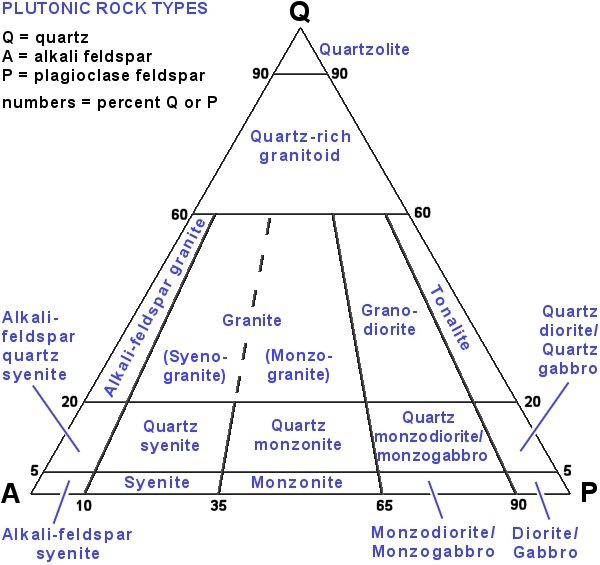 PLUTONIC ROCK TYPES
Q = quartz
A = alkali feldspar
P = plagioclase feldspar
numbers = percent Q or P
Q
Quartzolite
90
90
Quartz-rich
granitoid
60
60
Alkali-feldspar granite
Tonalite
Granite
(Syeno-
granite)
(Monzo-
granite)
Grano-
diorite
Alkali-
feldspar
quartz
syenite
Quartz
diorite/
Quartz
gabbro
20
20
Quartz
syenite
Quartz
monzonite
Quartz
monzodiorite/
monzogabbro
5
5
Syenite
Monzonite
A
P
10
35
65
90
Alkali-feldspar
syenite
Monzodiorite/
Monzogabbro
Diorite/
Gabbro